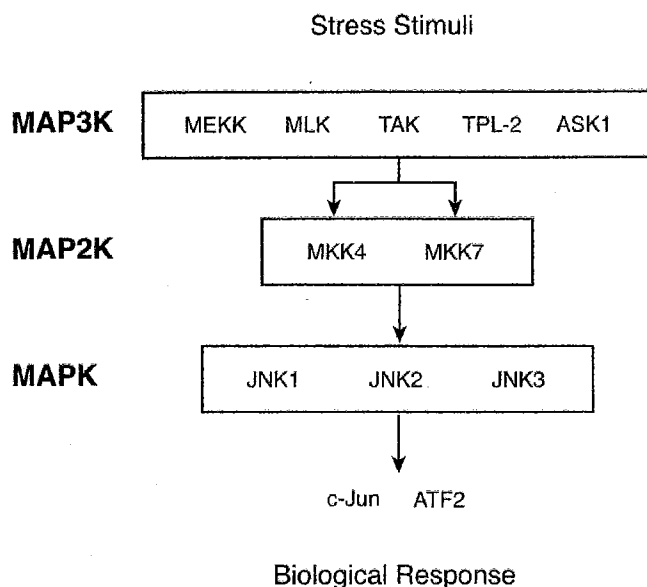 Stress Stimuli
MAP3K MEKK MLK TAK TPL-2 ASK1
MAP2K MKK4 MKK7
MAPK JNK1 JNK2 JNK3
c-Jun ATF2
Biological Response